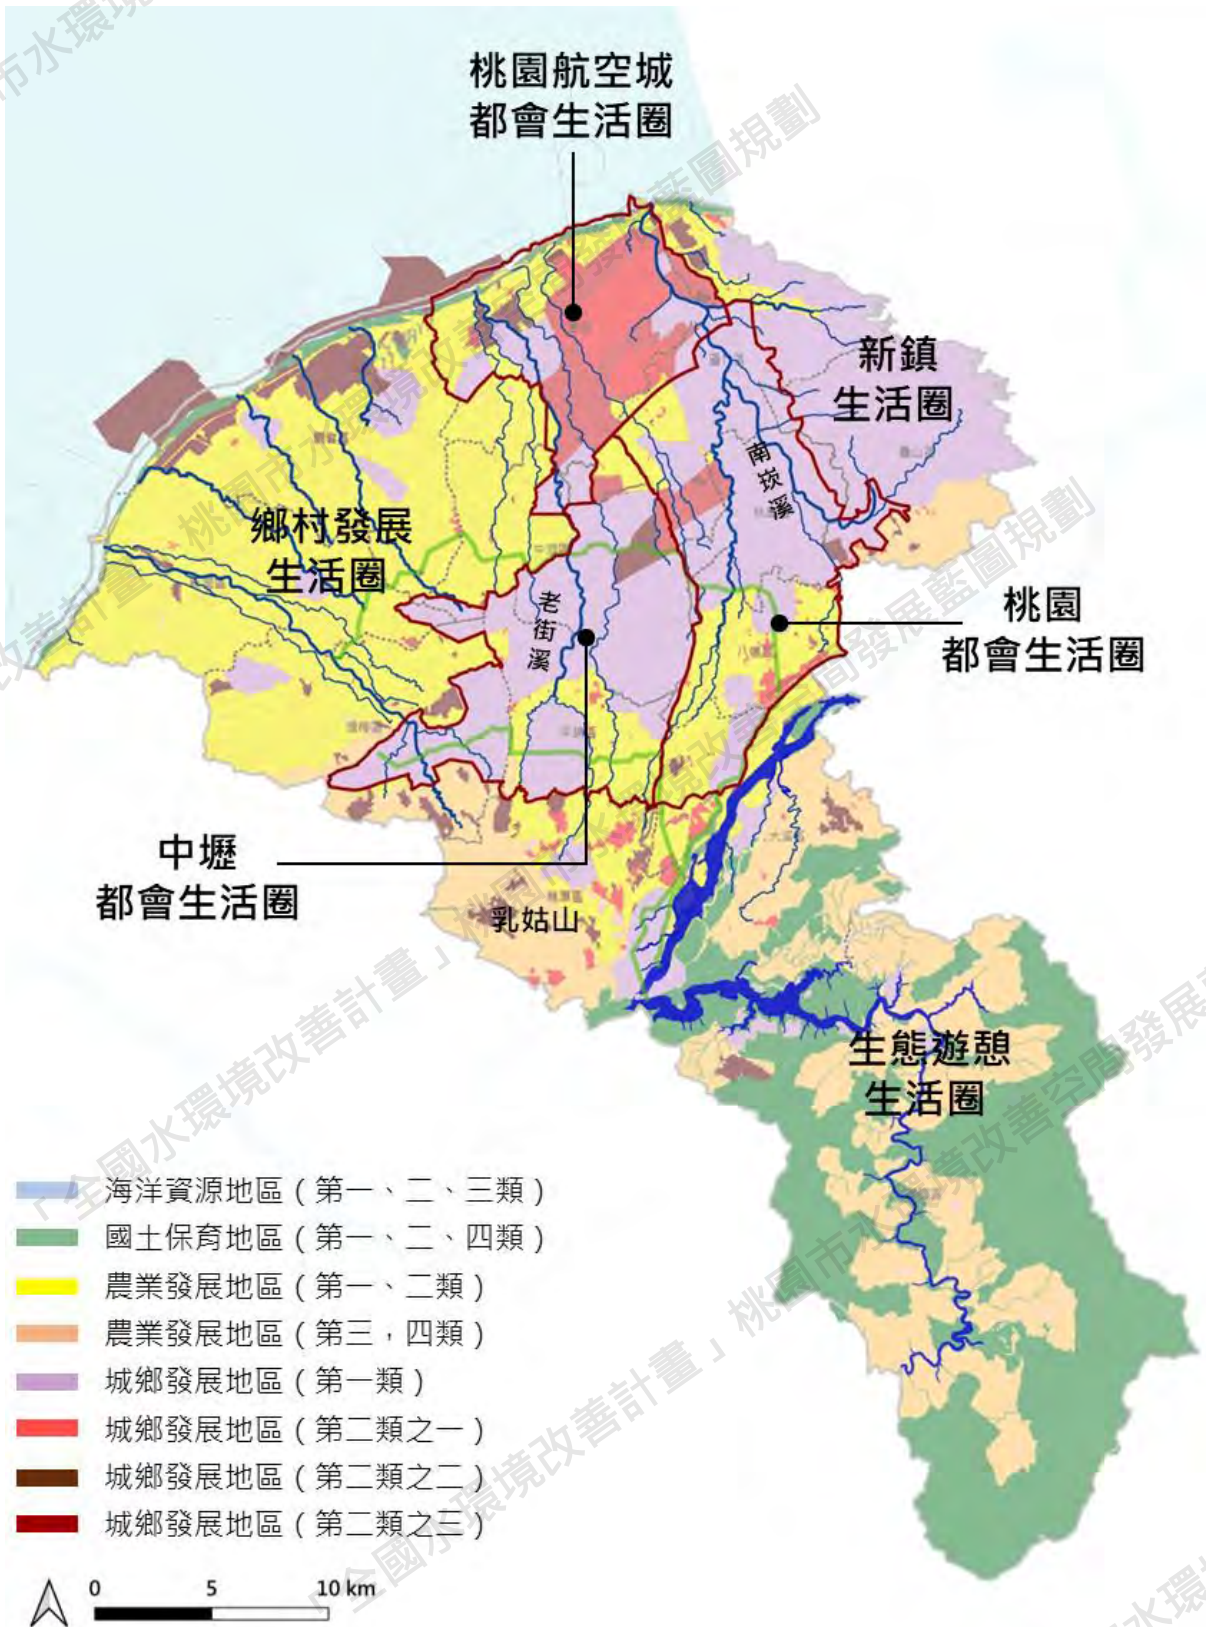 桃園航空城
都會生活圈
新鎮
生活圈
南崁溪
鄉村發展
生活圈
老街溪
桃園
都會生活圈
中壢
都會生活圈
乳姑山
生態遊憩
生活圈
海洋資源地區（第一、二、三類）
國土保育地區（第一、二、四類）
農業發展地區（第一、二類）
農業發展地區（第三，四類）
城鄉發展地區（第一類）
城鄉發展地區（第二類之一）
城鄉發展地區（第二類之二）
城鄉發展地區（第二類之三）
0 5 10 km
「全國水環境改善計畫」桃園市水環境改善空間發展藍圖規劃